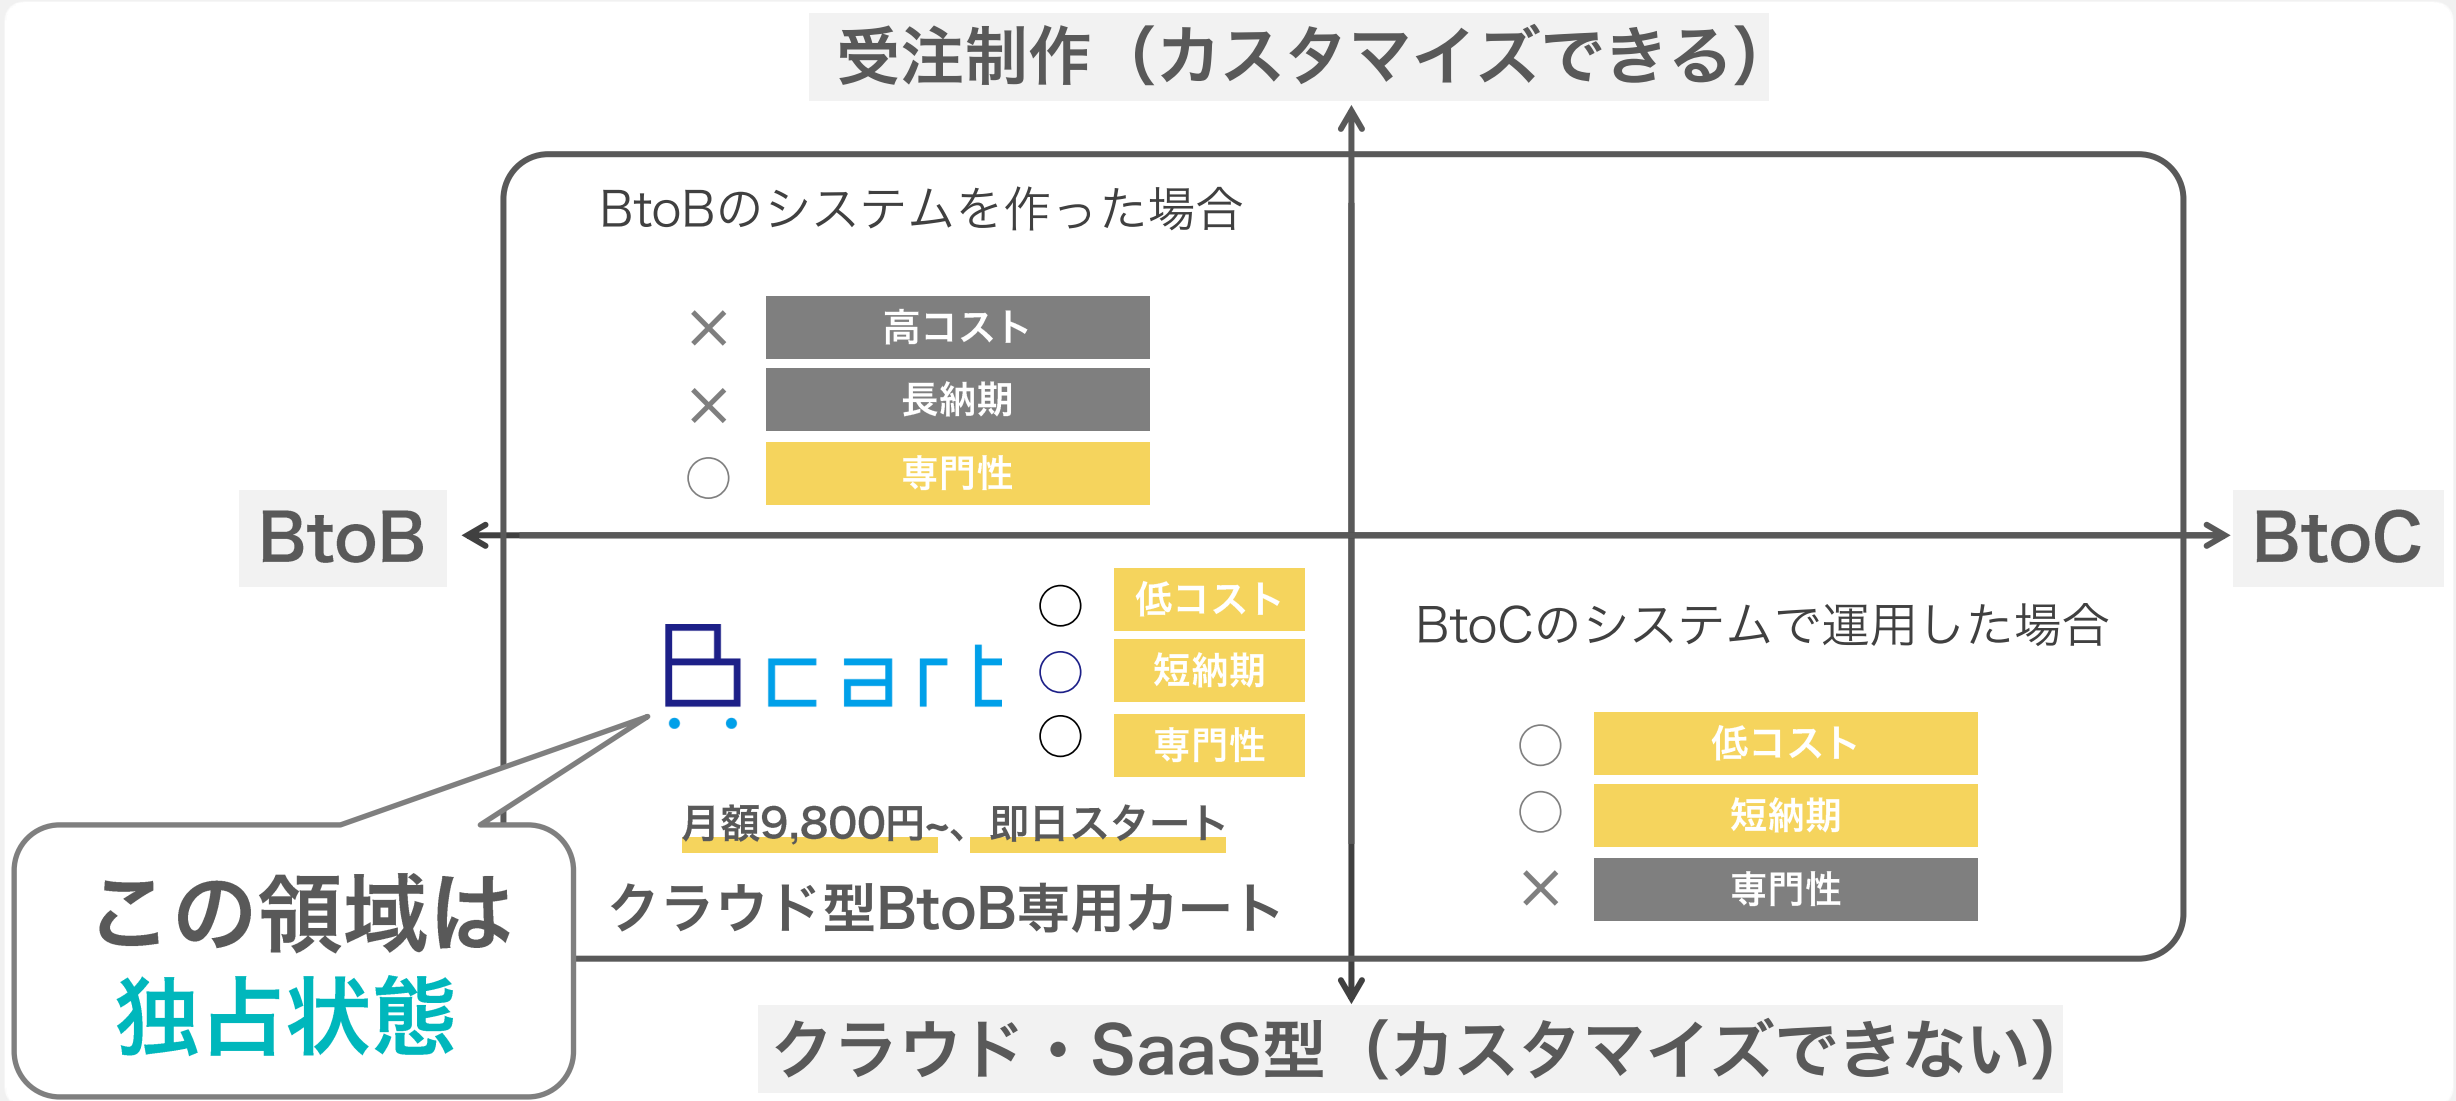 受注制作（カスタマイズできる）
BtoBのシステムを作った場合
× 高コスト
× 長納期
○ 専門性
BtoB
BtoC
Bcart
○ 低コスト
○ 短納期
○ 専門性
月額9,800円~、即日スタート
クラウド型BtoB専用カート
BtoCのシステムで運用した場合
○ 低コスト
○ 短納期
× 専門性
この領域は
独占状態
クラウド・SaaS型（カスタマイズできない）